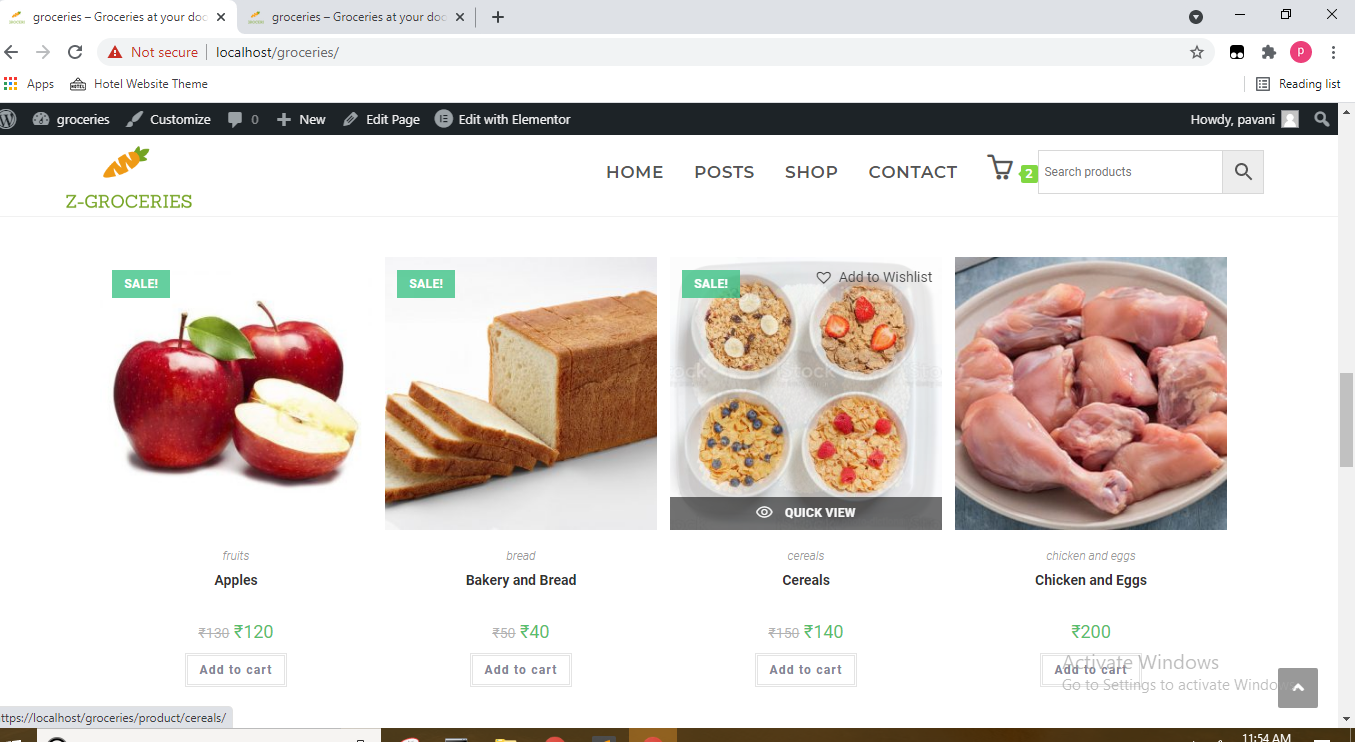 groceries – Groceries at your doc
groceries – Groceries at your doc
Not secure localhost/groceries/
P
Apps Hotel Website Theme Reading list
groceries Customize 0 New Edit Page Edit with Elementor Howdy, pavani
Z-GROCERIES
HOME POSTS SHOP CONTACT 2 Search products
SALE! SALE! SALE! Add to Wishlist
QUICK VIEW
fruits bread cereals chicken and eggs
Apples Bakery and Bread Cereals Chicken and Eggs
₹130 ₹120 ₹50 ₹40 ₹150 ₹140 ₹200
Add to cart Add to cart Add to cart Add to cart
Activate Windows
Go to Settings to activate Windows
ttps://localhost/groceries/product/cereals/
11:54 AM